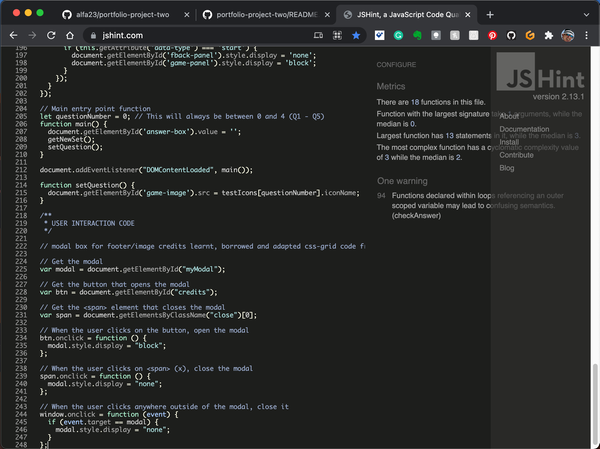 alfa23/portfolio-project-two
portfolio-project-two/README
JSHint, a JavaScript Code Qua
jshint.com
196 if (this.getAttribute('data-type') === 'start') {
197 document.getElementById('fback-panel').style.display = 'none';
198 document.getElementById('game-panel').style.display = 'block';
199 }
200 });
201 }
202 });
203
204 // Main entry point function
205 let questionNumber = 0; // This will always be between 0 and 4 (Q1 - Q5)
206 function main() {
207 document.getElementById('answer-box').value = '';
208 getNewSet();
209 setQuestion();
210 }
211
212 document.addEventListener("DOMContentLoaded", main());
213
214 function setQuestion() {
215 document.getElementById('game-image').src = testIcons[questionNumber].iconName;
216 }
217
218 /**
219 * USER INTERACTION CODE
220 */
221
222 // modal box for footer/image credits learnt, borrowed and adapted css-grid code f
223
224 // Get the modal
225 var modal = document.getElementById("myModal");
226
227 // Get the button that opens the modal
228 var btn = document.getElementById("credits");
229
230 // Get the <span> element that closes the modal
231 var span = document.getElementsByClassName("close")[0];
232
233 // When the user clicks on the button, open the modal
234 btn.onclick = function () {
235 modal.style.display = "block";
236 };
237
238 // When the user clicks on <span> (x), close the modal
239 span.onclick = function () {
240 modal.style.display = "none";
241 };
242
243 // When the user clicks anywhere outside of the modal, close it
244 window.onclick = function (event) {
245 if (event.target == modal) {
246 modal.style.display = "none";
247 }
248 };
CONFIGURE
Metrics
There are 18 functions in this file.
Function with the largest signature take 1 arguments, while the
median is 0.
Largest function has 13 statements in it, while the median is 3.
The most complex function has a cyclomatic complexity value
of 3 while the median is 2.
One warning
94 Functions declared within loops referencing an outer
scoped variable may lead to confusing semantics.
(checkAnswer)
JSHint
version 2.13.1
About
Documentation
Install
Contribute
Blog